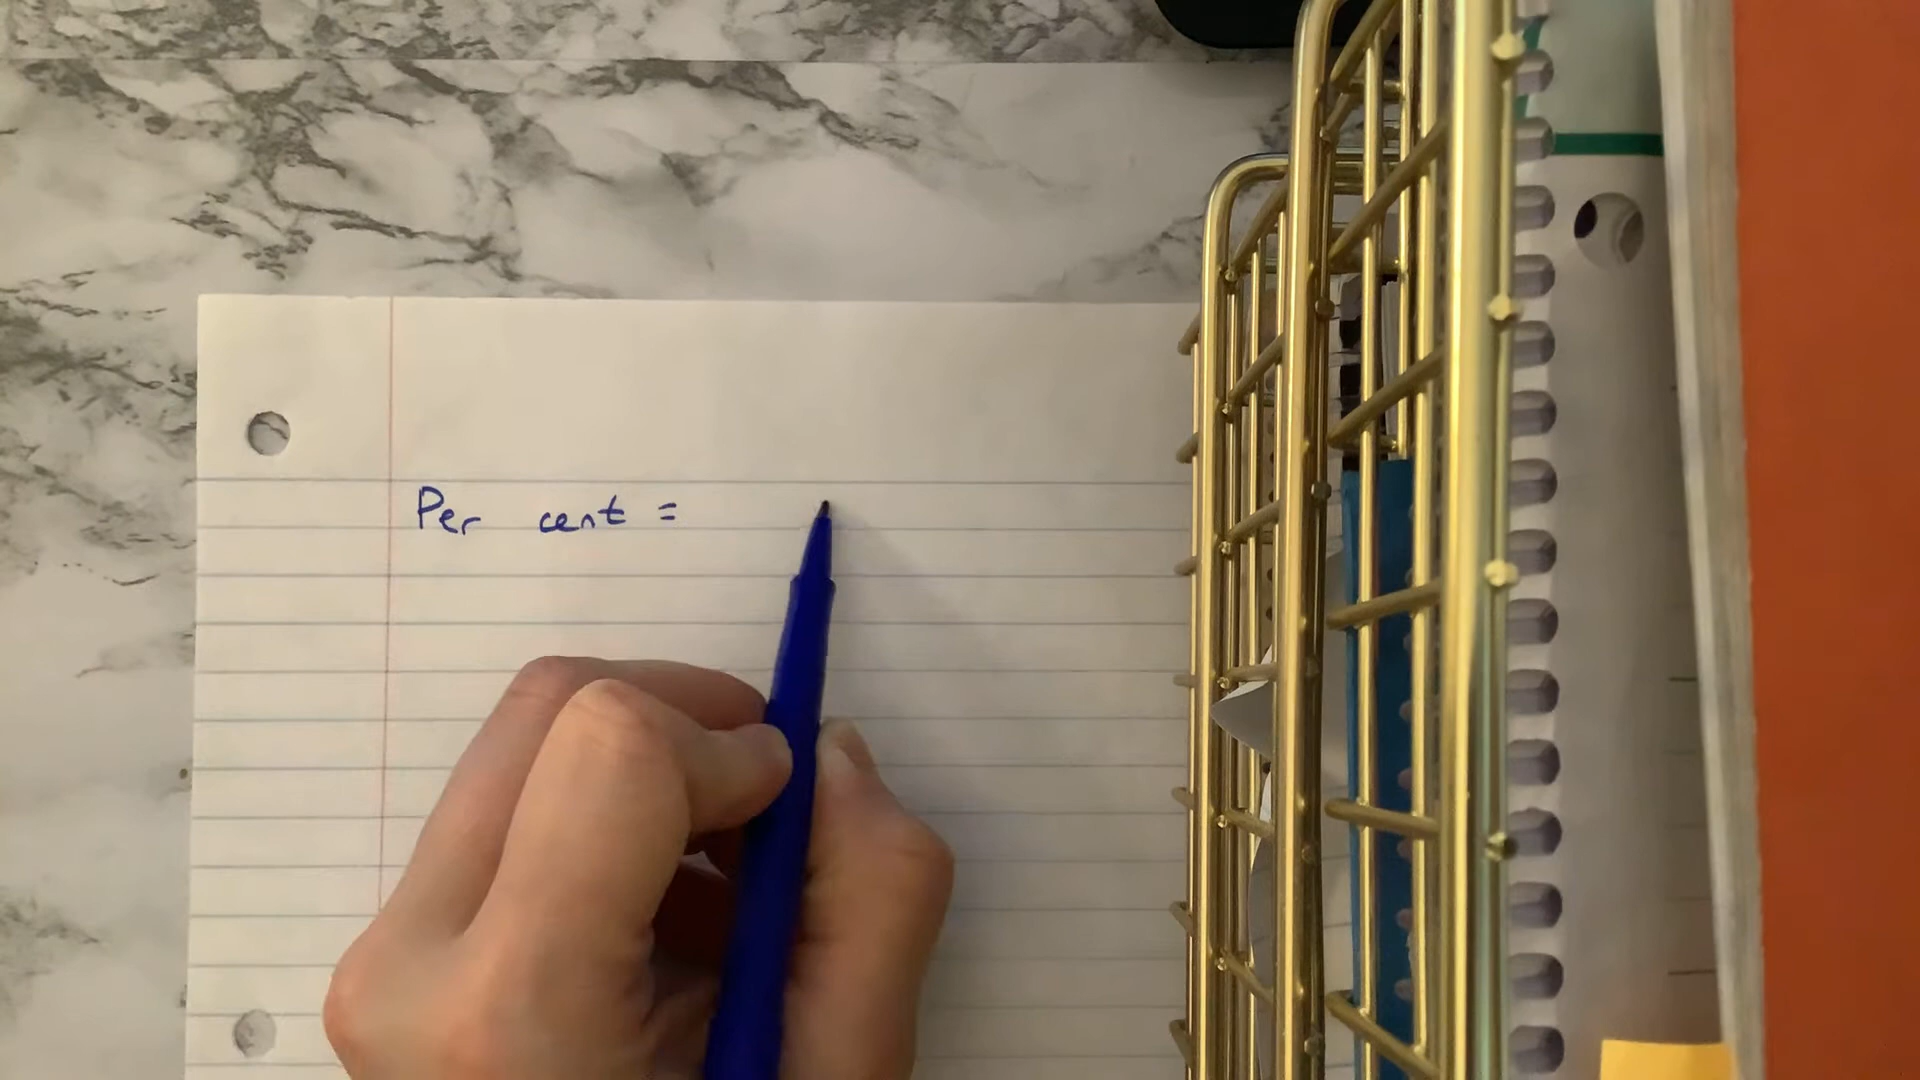 Per cent =